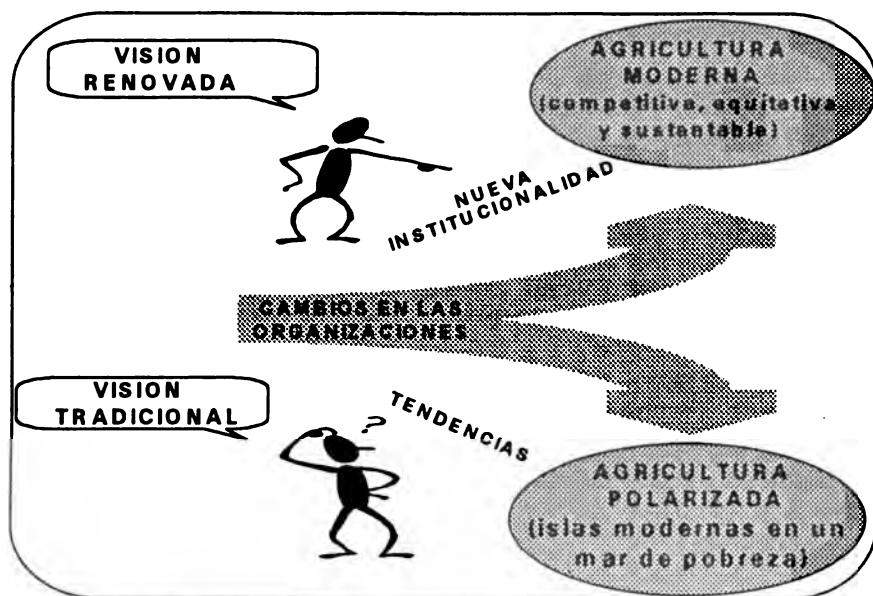 VISION
RENOVADA
AGRICULTURA
MODERNA
(competitiva, equitativa
y sustentable)
NUEVA
INSTITUCIONALIDAD
CAMBIOS EN LAS
ORGANIZACIONES
VISION
TRADICIONAL
?
TENDENCIAS
AGRICULTURA
POLARIZADA
(islas modernas en un
mar de pobreza)